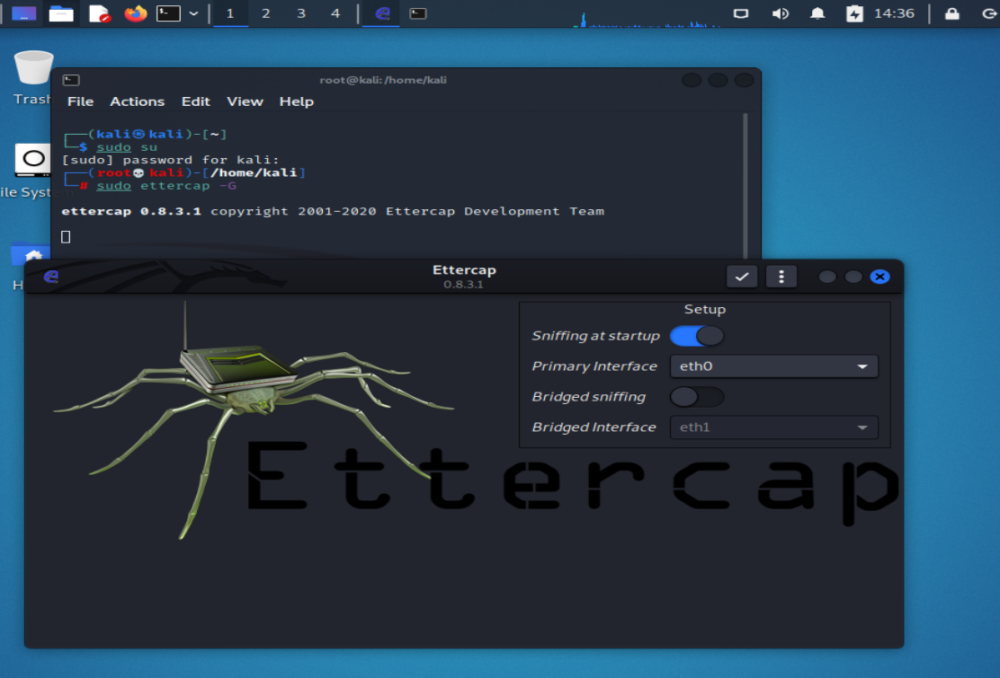 1 2 3 4
14:36
Trash
root@kali:/home/kali
File Actions Edit View Help
┌──(kali㉿kali)-[~]
└─$ sudo su
[sudo] password for kali:
┌──(root💀kali)-[/home/kali]
└─# sudo ettercap -G
ettercap 0.8.3.1 copyright 2001-2020 Ettercap Development Team
ile Syst
H
Ettercap
0.8.3.1
Setup
Sniffing at startup
Primary Interface eth0
Bridged sniffing
Bridged Interface eth1
Ettercap